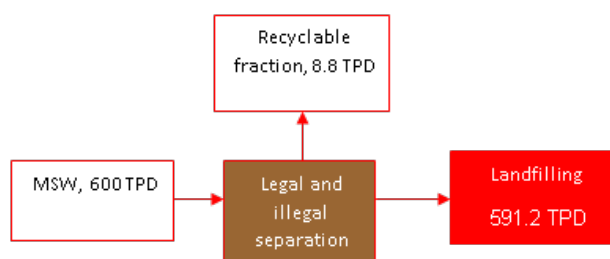 Recyclable
fraction, 8.8 TPD
MSW, 600 TPD
Legal and
illegal
separation
Landfilling
591.2 TPD